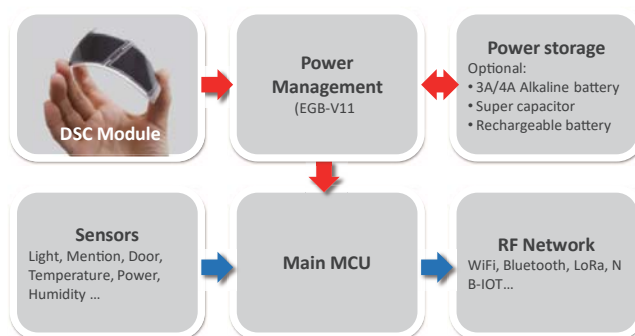 DSC Module
Power
Management
(EGB-V11
Power storage
Optional:
• 3A/4A Alkaline battery
• Super capacitor
• Rechargeable battery
Sensors
Light, Mention, Door,
Temperature, Power,
Humidity ...
Main MCU
RF Network
WiFi, Bluetooth, LoRa, N
B-IOT...